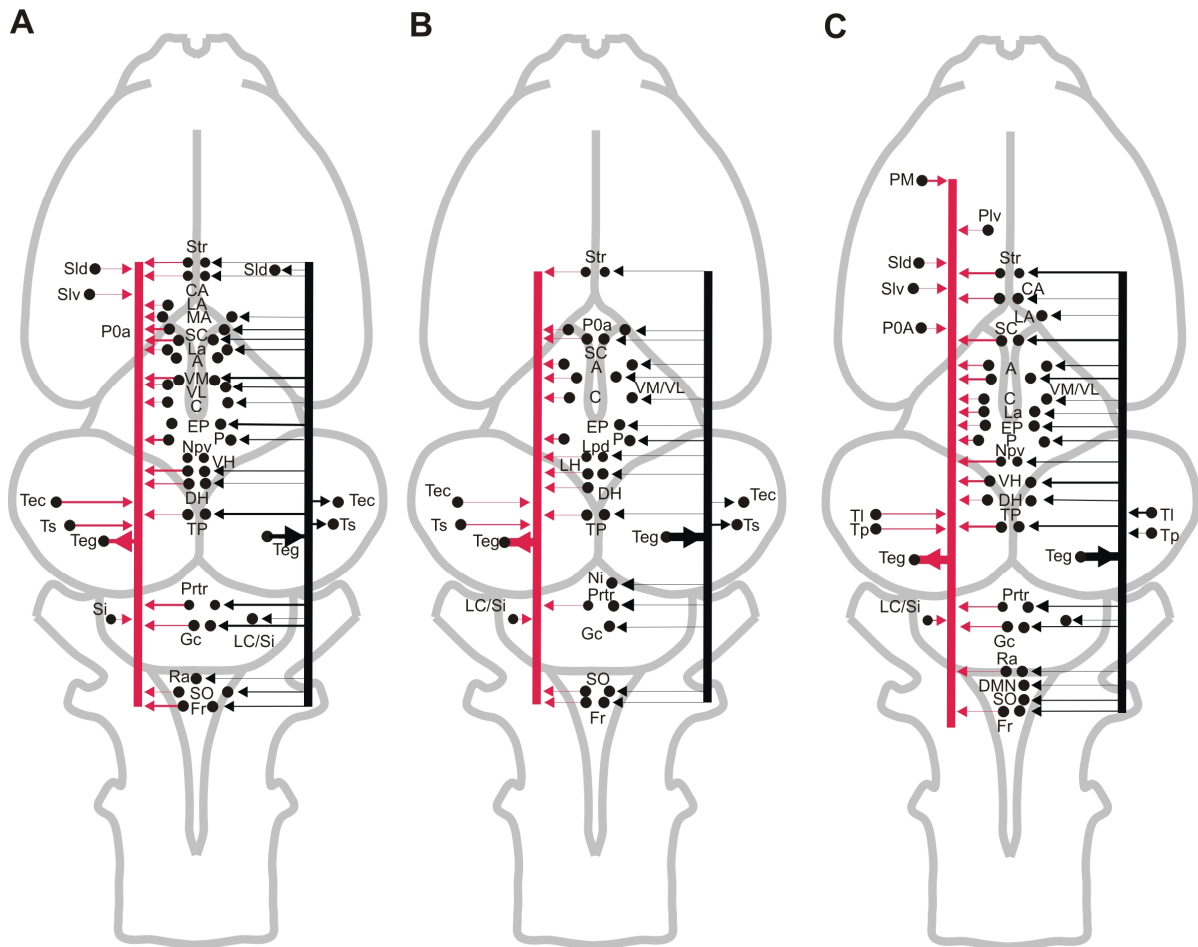 A
Str
Sld
Sld
Slv
CA
LA
MA
P0a
SC
La
A
VM
VL
C
EP
P
Npv
VH
DH
Tec
Tec
Ts
Ts
TP
Teg
Teg
Prtr
Si
Gc
LC/Si
Ra
SO
Fr
B
Str
P0a
SC
A
VM/VL
C
EP
P
Lpd
LH
DH
Tec
Tec
Ts
Ts
TP
Teg
Teg
Ni
Prtr
LC/Si
Gc
SO
Fr
C
PM
Plv
Str
Sld
Slv
CA
LA
P0A
SC
A
VM/VL
C
La
EP
P
Npv
VH
DH
TP
Tl
Tl
Tp
Tp
Teg
Teg
Prtr
LC/Si
Gc
Ra
DMN
SO
Fr